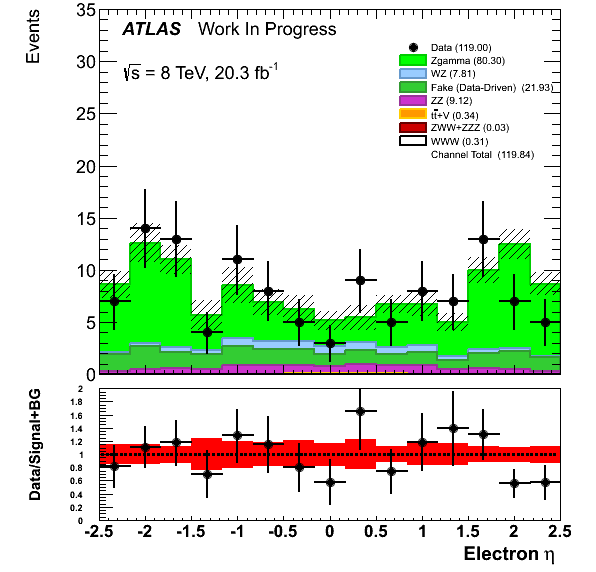 Events
35
30
25
20
15
10
5
0
ATLAS Work In Progress
√s = 8 TeV, 20.3 fb⁻¹
Data (119.00)
Zgamma (80.30)
WZ (7.81)
Fake (Data-Driven) (21.93)
ZZ (9.12)
tt̄+V (0.34)
ZWW+ZZZ (0.03)
WWW (0.31)
Channel Total (119.84)
Data/Signal+BG
2
1.8
1.6
1.4
1.2
1
0.8
0.6
0.4
0.2
0
-2.5 -2 -1.5 -1 -0.5 0 0.5 1 1.5 2 2.5
Electron η